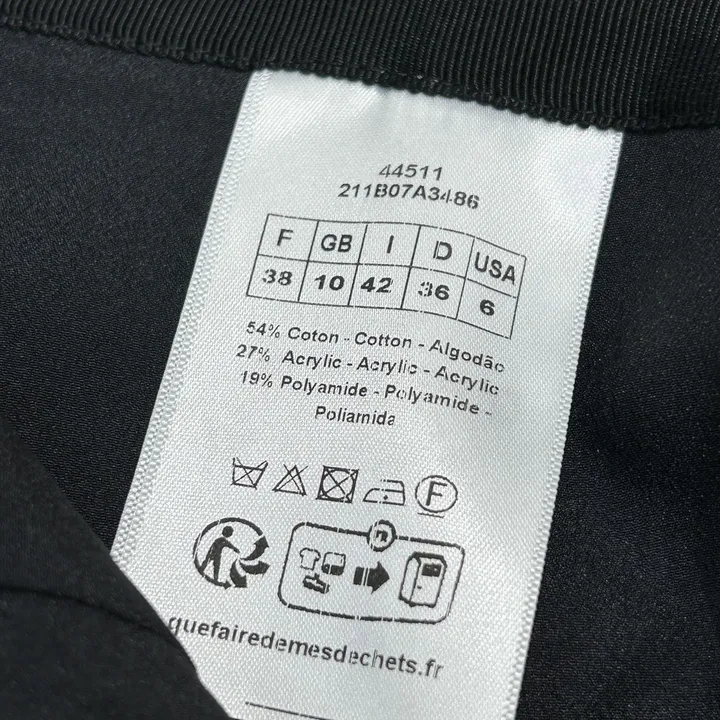 44511
211B07A3486
F GB I D USA
38 10 42 36 6
54% Coton - Cotton - Algodão
27% Acrylic - Acrylic - Acrylic
19% Polyamide - Polyamide -
Poliamida
F
quefairedemesdechets.fr